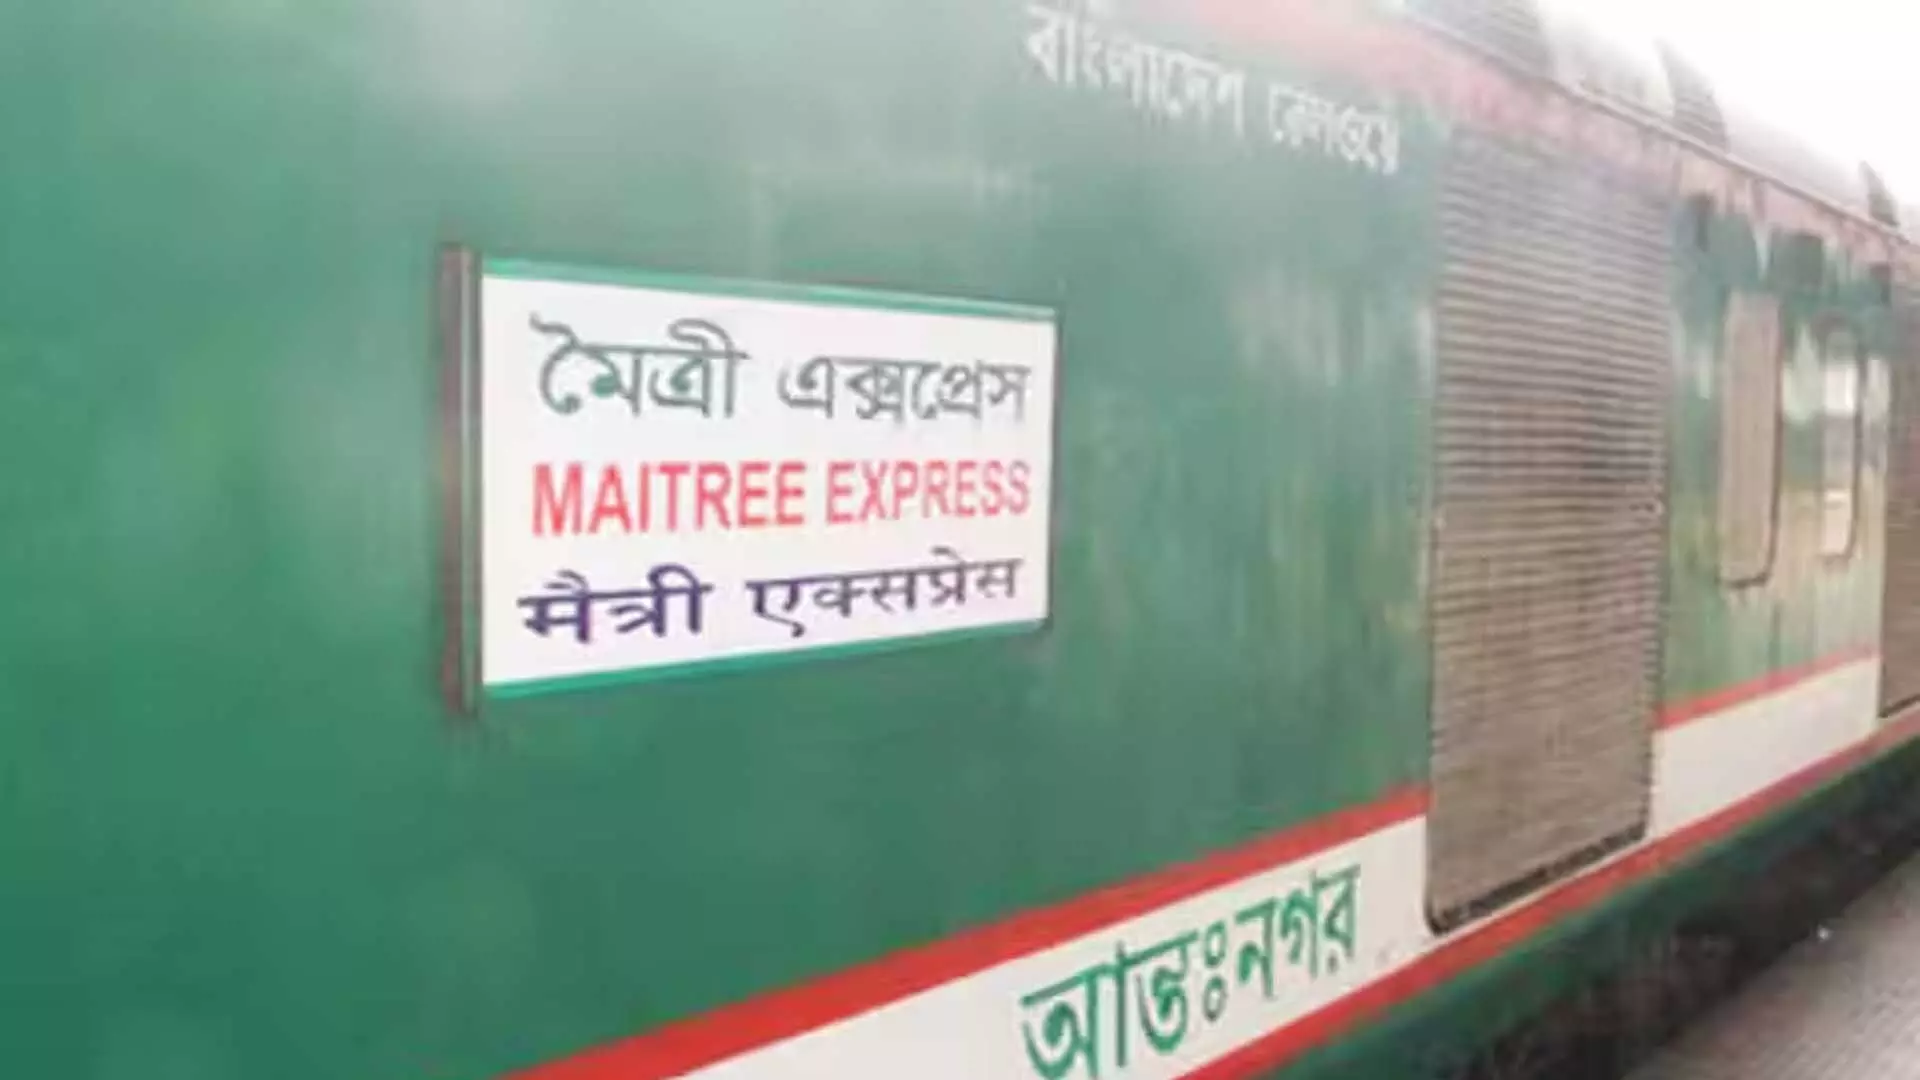 বাংলাদেশ রেলওয়ে
মৈত্রী এক্সপ্রেস
MAITREE EXPRESS
मैत्री एक्सप्रेस
আন্তঃনগর